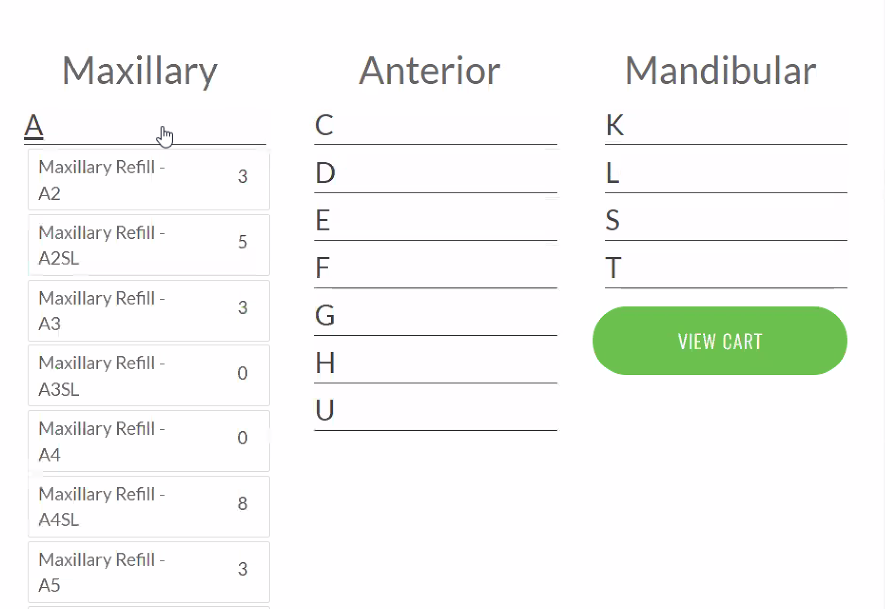 Maxillary
A
Maxillary Refill -
A2
3
Maxillary Refill -
A2SL
5
Maxillary Refill -
A3
3
Maxillary Refill -
A3SL
0
Maxillary Refill -
A4
0
Maxillary Refill -
A4SL
8
Maxillary Refill -
A5
3
Anterior
C
D
E
F
G
H
U
Mandibular
K
L
S
T
VIEW CART